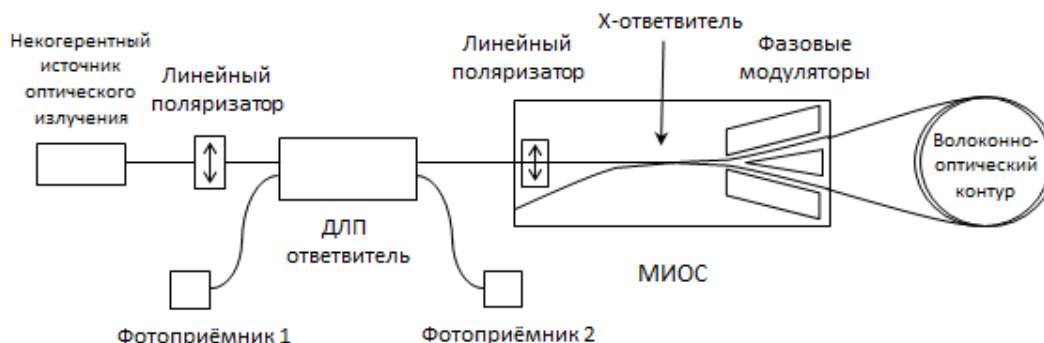 Некогерентный
источник
оптического
излучения
Линейный
поляризатор
ДЛП
ответвитель
Фотоприёмник 1
Фотоприёмник 2
Линейный
поляризатор
X-ответвитель
Фазовые
модуляторы
МИОС
Волоконно-
оптический
контур